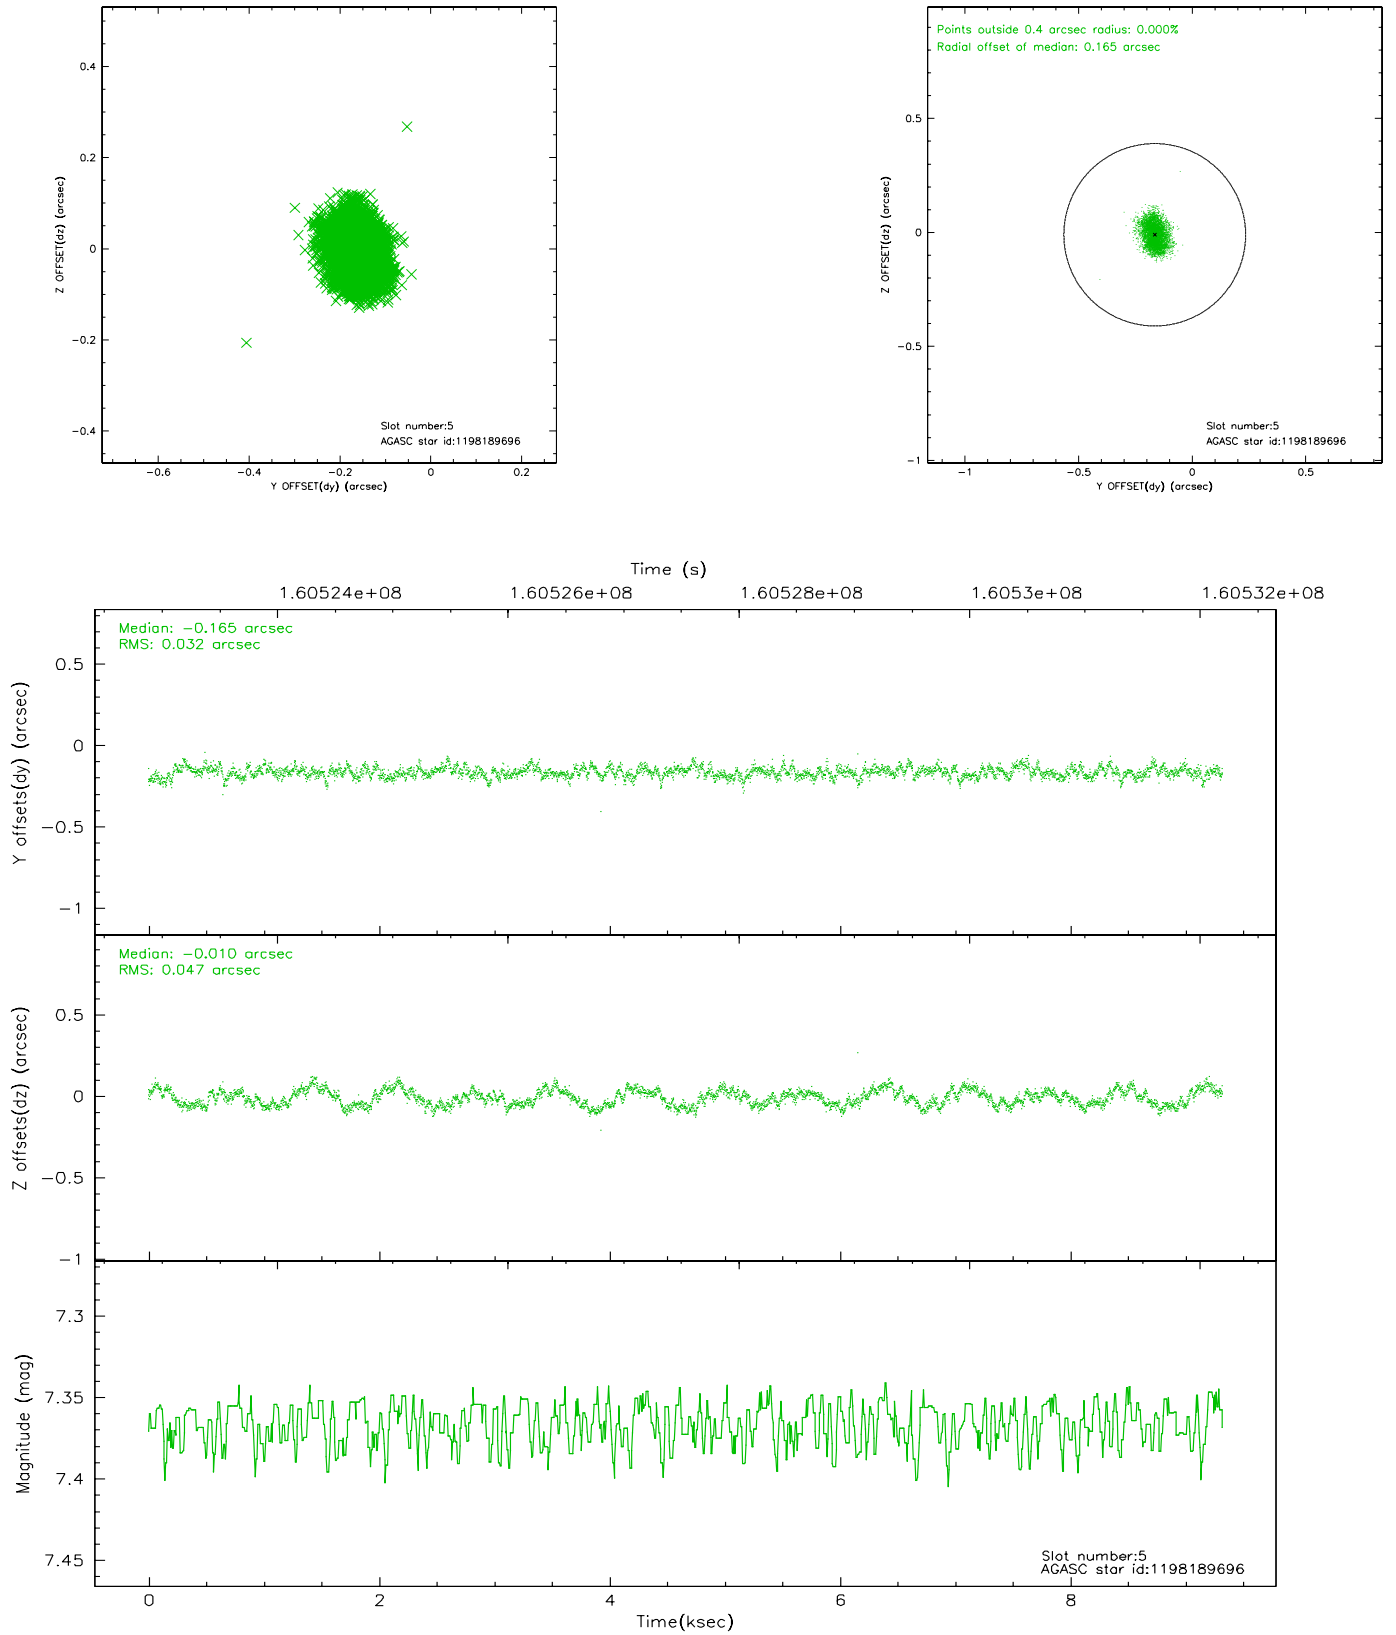 0.4
0.2
0
−0.2
−0.4
Z OFFSET(dz) (arcsec)
Slot number:5
AGASC star id:1198189696
−0.6 −0.4 −0.2 0 0.2
Y OFFSET(dy) (arcsec)
Points outside 0.4 arcsec radius: 0.000%
Radial offset of median: 0.165 arcsec
0.5
0
−0.5
−1
Z OFFSET(dz) (arcsec)
Slot number:5
AGASC star id:1198189696
−1 −0.5 0 0.5
Y OFFSET(dy) (arcsec)
Time (s)
1.60524e+08 1.60526e+08 1.60528e+08 1.6053e+08 1.60532e+08
Median: −0.165 arcsec
RMS: 0.032 arcsec
0.5
0
−0.5
−1
Y offsets(dy) (arcsec)
Median: −0.010 arcsec
RMS: 0.047 arcsec
0.5
0
−0.5
−1
Z offsets(dz) (arcsec)
7.3
7.35
7.4
7.45
Magnitude (mag)
Slot number:5
AGASC star id:1198189696
0 2 4 6 8
Time(ksec)